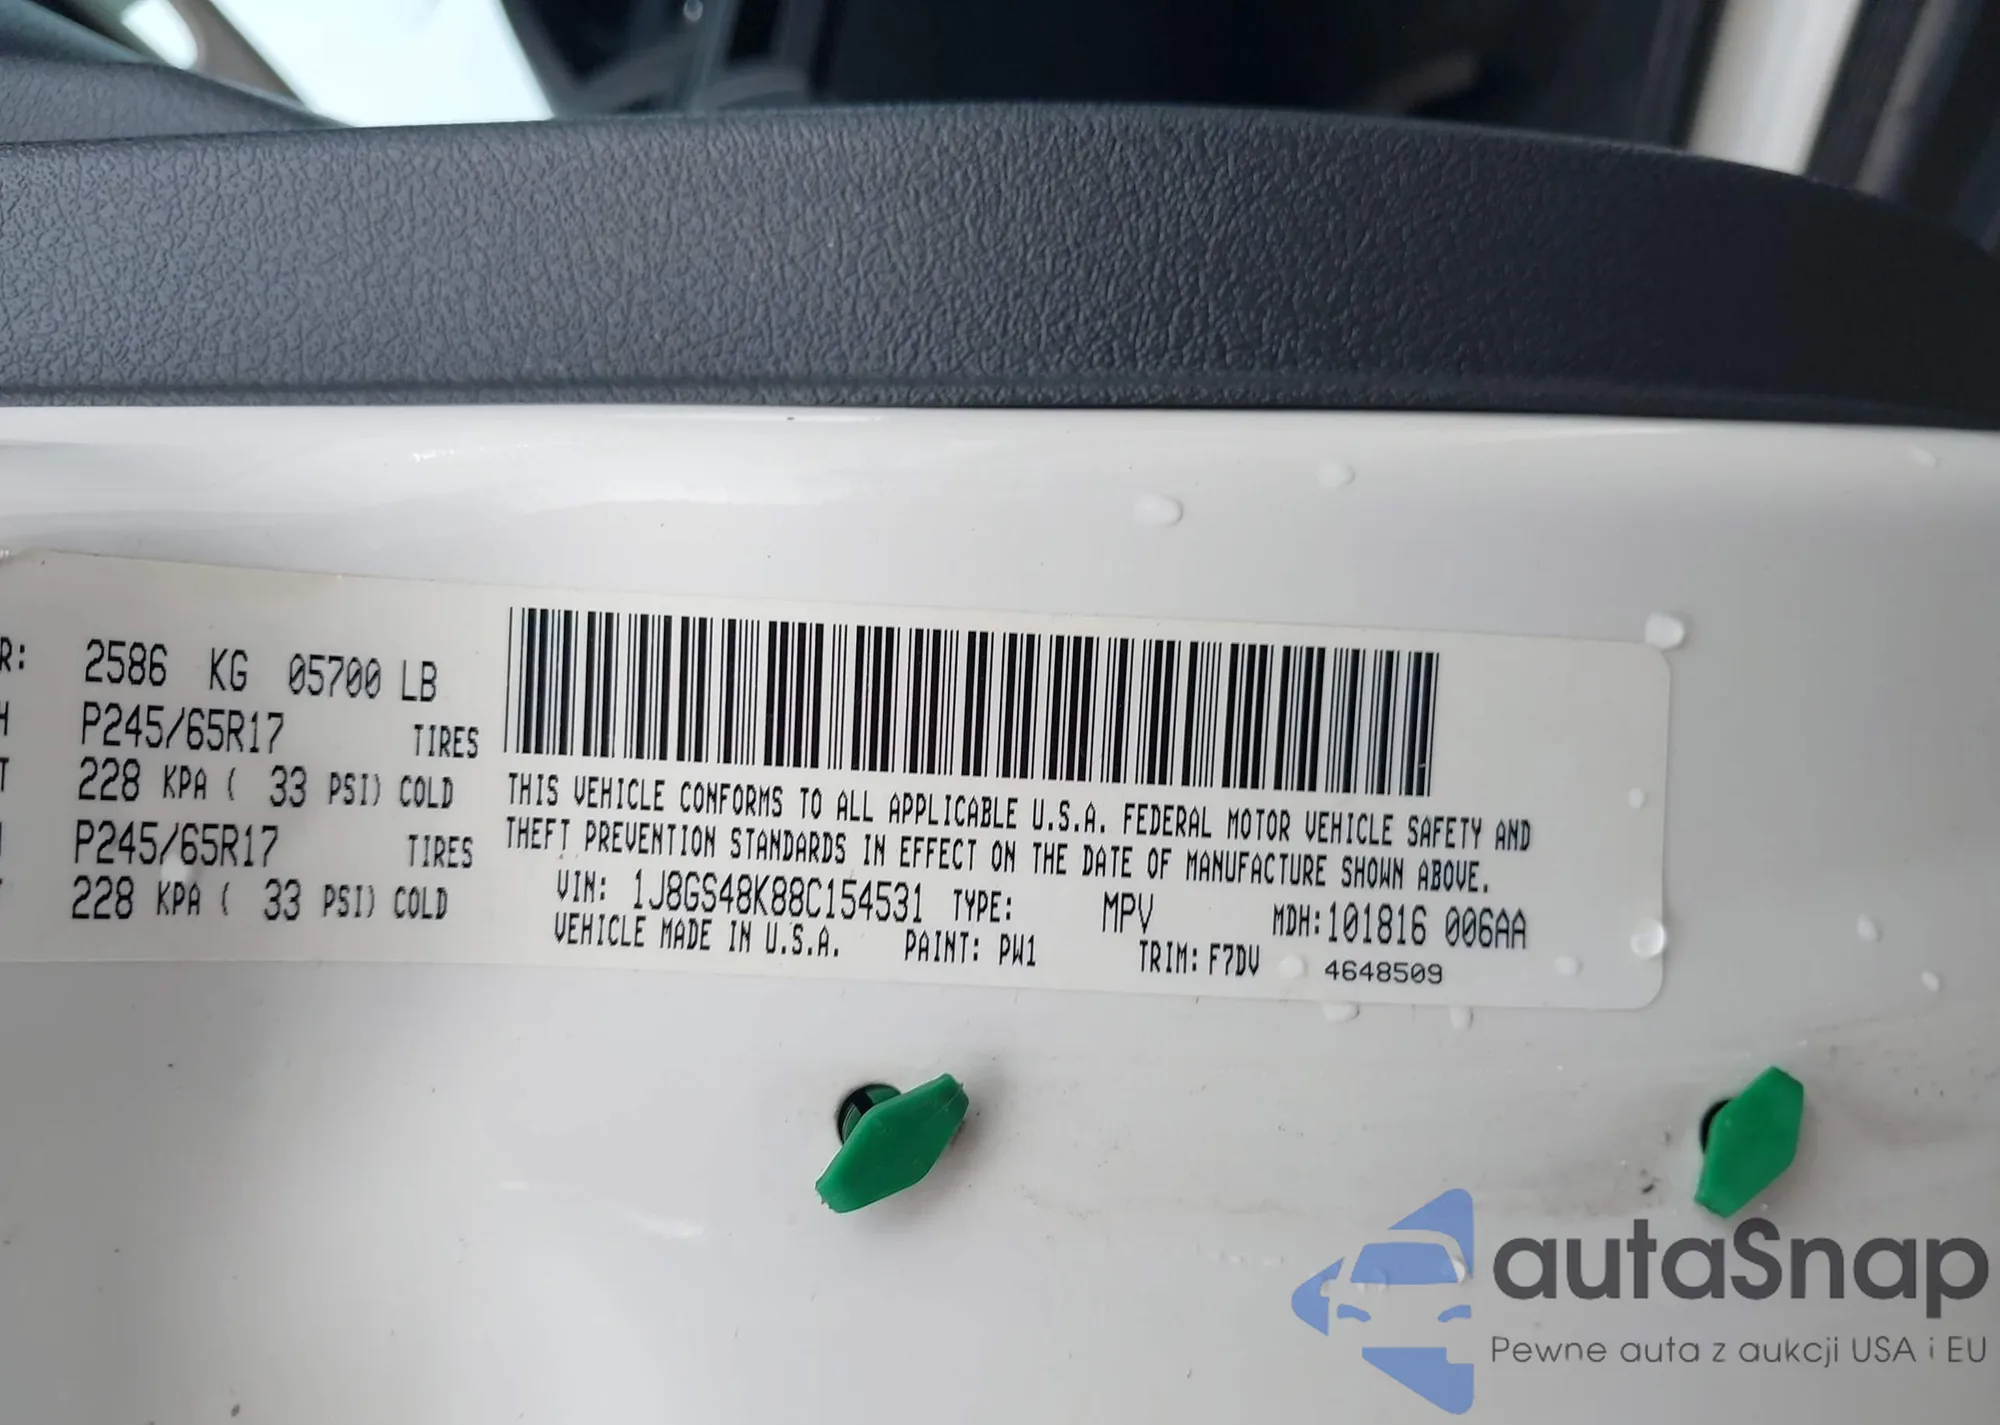 R: 2586 KG 05700 LB
H P245/65R17 TIRES
T 228 KPA ( 33 PSI) COLD
P245/65R17 TIRES
228 KPA ( 33 PSI) COLD
THIS VEHICLE CONFORMS TO ALL APPLICABLE U.S.A. FEDERAL MOTOR VEHICLE SAFETY AND
THEFT PREVENTION STANDARDS IN EFFECT ON THE DATE OF MANUFACTURE SHOWN ABOVE.
VIN: 1J8GS48K88C154531 TYPE: MPV MDH:101816 006AA
VEHICLE MADE IN U.S.A. PAINT: PW1 TRIM: F7DV 4648509
autaSnap
Pewne auta z aukcji USA i EU